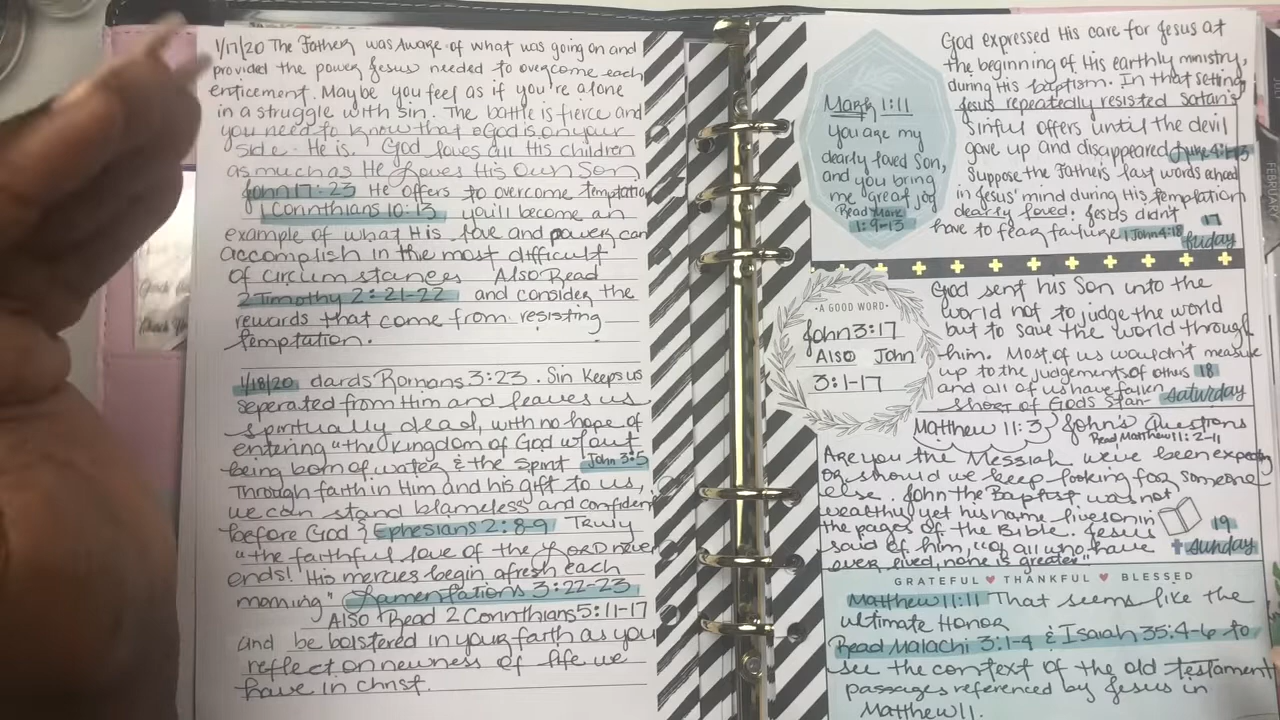 1/17/20 The Father was Aware of what was going on and
provided the power Jesus needed to overcome each
enticement. Maybe you feel as if you're alone
in a struggle with sin. The battle is fierce and
you need to know that God is on your
side. He is. God loves all His children
as much as He loves His own Son
John 17:23 He offers to overcome temptation
1 Corinthians 10:13 you'll become an
example of what His love and power can
accomplish in the most difficult
of circumstances Also Read
2 Timothy 2:21-22 and consider the
rewards that come from resisting
temptation.
1/18/20 dards Romans 3:23. Sin keeps us
seperated from Him and leaves us
spiritually dead, with no hope of
entering "the kingdom of God w/out
being born of water & the Spirit John 3:5
Through faith in Him and his gift to us,
we can stand blameless and confident
before God & Ephesians 2:8-9 Truly
"the faithful love of the LORD never
ends! His mercies begin afresh each
morning" Lamentations 3:22-23
Also Read 2 Corinthians 5:11-17
and be bolstered in your faith as you
reflect on newness of life we
have in Christ.
Mark 1:11
you are my
dearly loved Son,
and you bring
me great joy
Read Mark
1:9-13
God expressed His care for Jesus at
the beginning of His earthly ministry,
during His baptism. In that setting
Jesus repeatedly resisted Satan's
sinful offers until the devil
gave up and disappeared
Suppose the Fathers last words echoed
in Jesus' mind during His temptation
dearly loved. Jesus didn't
have to fear failure 1 John 4:18
17
friday
A GOOD WORD
John 3:17
Also John
3:1-17
God sent his Son into the
world not to judge the world
but to save the world through
him. Most of us wouldn't measure
up to the judgements of others 18
and all of us have fallen saturday
short of Gods stan-
Matthew 11:3 John's Questions
Read Matthew 11:2-11
Are you the Messiah we've been expecting
or should we keep looking for someone
else. John the Baptist was not
wealthy yet his name lives on in
the pages of the Bible. Jesus
said of him, "of all who have
ever lived, none is greater"
19
sunday
GRATEFUL ♥ THANKFUL ♥ BLESSED
Matthew 11:11 That seems like the
ultimate Honor
Read Malachi 3:1-4 & Isaiah 35:4-6 to
see the context of the old testament
passages referenced by Jesus in
Matthew 11.
FEBRUARY